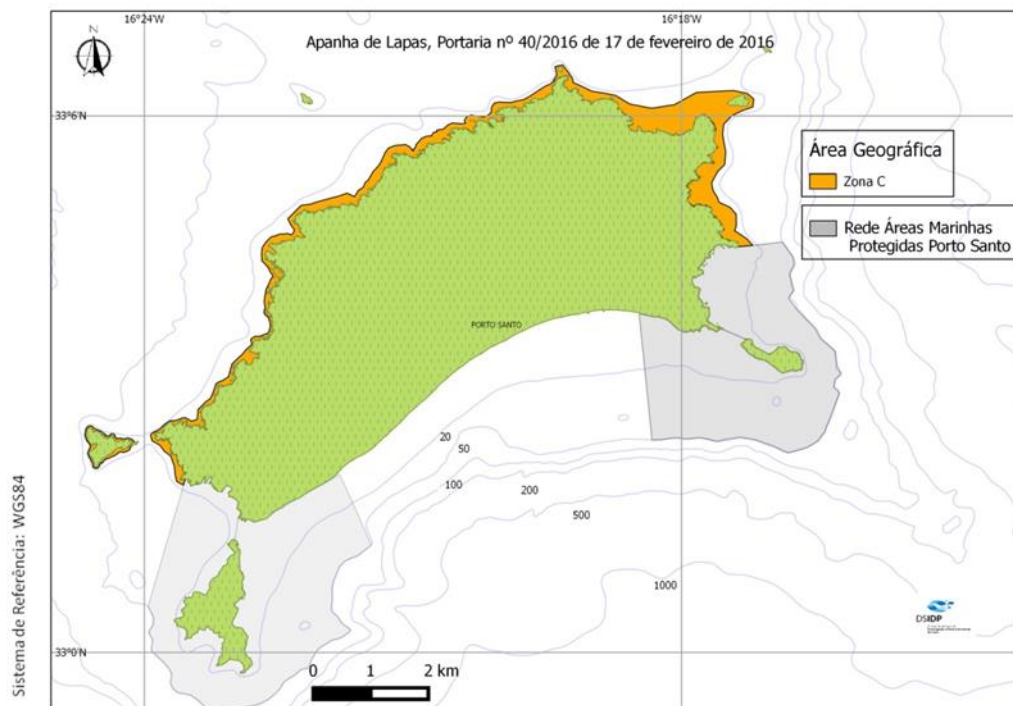 16°24'W
16°18'W
Apanha de Lapas, Portaria nº 40/2016 de 17 de fevereiro de 2016
33°6'N
Área Geográfica
Zona C
Rede Áreas Marinhas
Protegidas Porto Santo
PORTO SANTO
20
50
100
200
500
1000
Sistema de Referência: WGS84
DSIDP
33°0'N
0 1 2 km